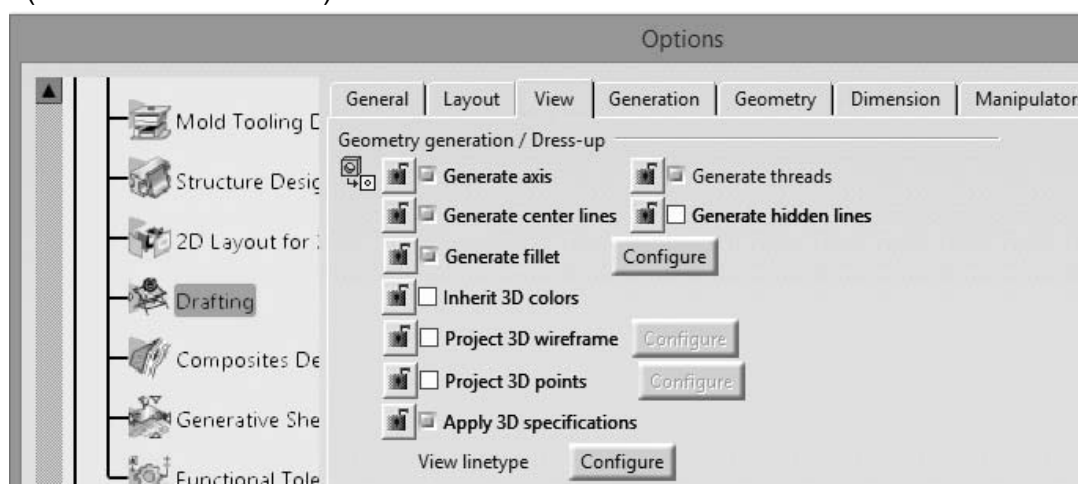 Options
General Layout View Generation Geometry Dimension Manipulator
Mold Tooling D
Structure Desig
2D Layout for
Drafting
Composites De
Generative She
Functional Tole
Geometry generation / Dress-up
Generate axis Generate threads
Generate center lines Generate hidden lines
Generate fillet Configure
Inherit 3D colors
Project 3D wireframe Configure
Project 3D points Configure
Apply 3D specifications
View linetype Configure